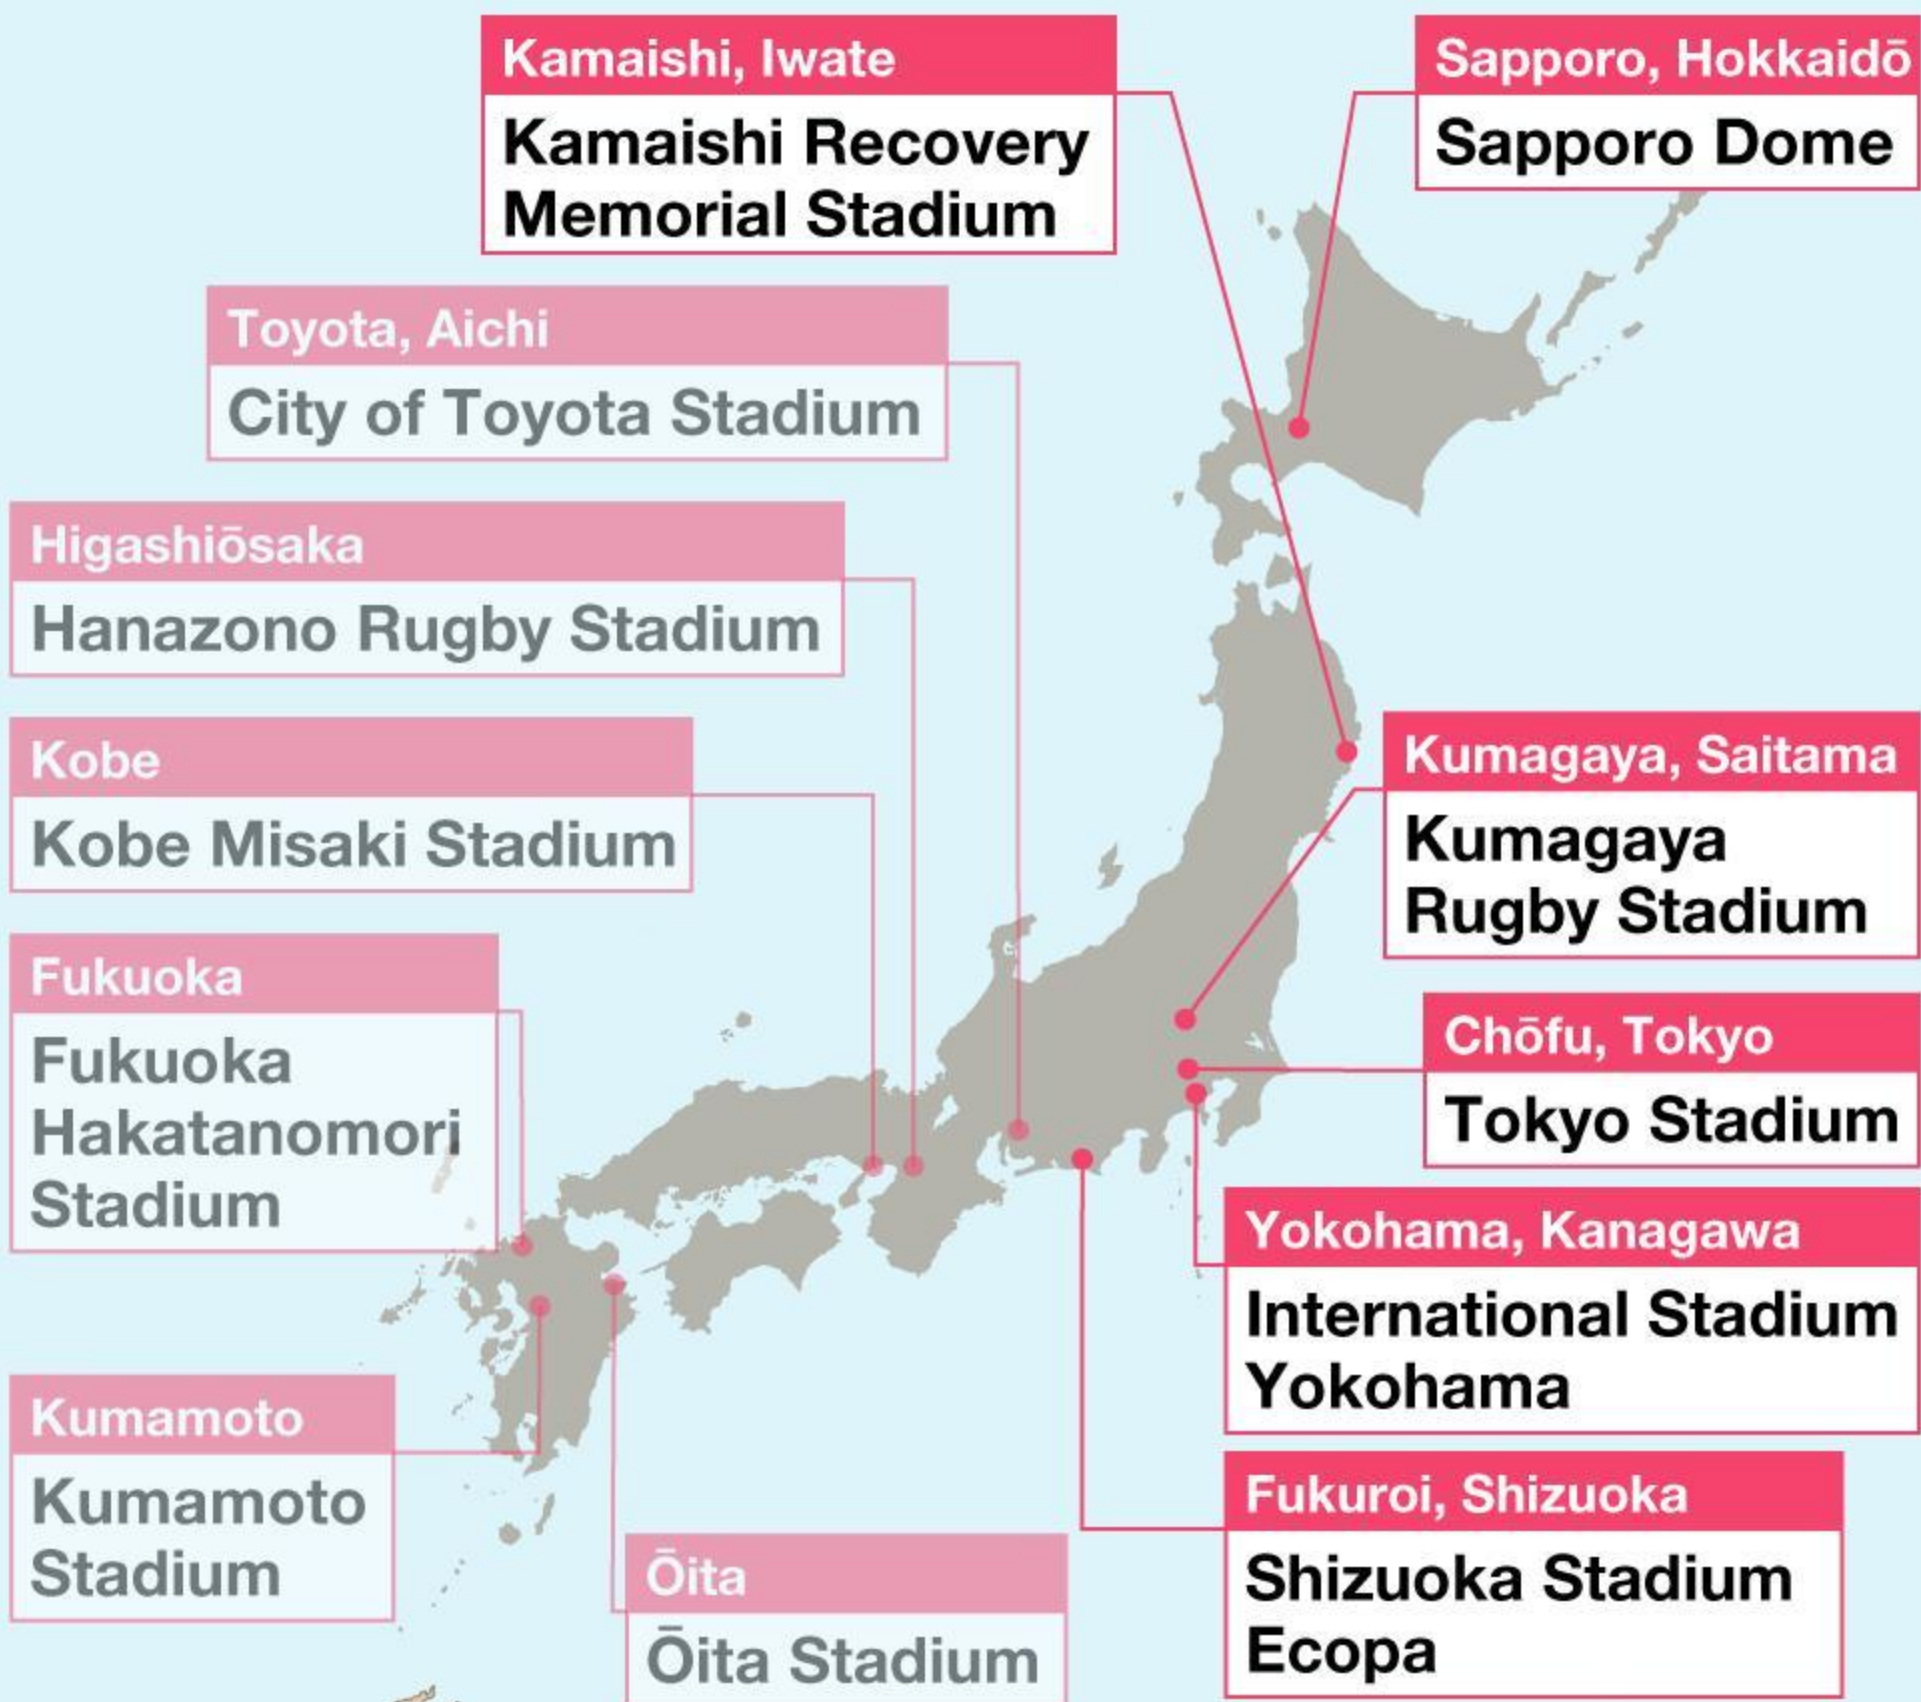 Kamaishi, Iwate
Kamaishi Recovery
Memorial Stadium
Sapporo, Hokkaidō
Sapporo Dome
Toyota, Aichi
City of Toyota Stadium
Higashiōsaka
Hanazono Rugby Stadium
Kobe
Kobe Misaki Stadium
Kumagaya, Saitama
Kumagaya
Rugby Stadium
Fukuoka
Fukuoka
Hakatanomori
Stadium
Chōfu, Tokyo
Tokyo Stadium
Yokohama, Kanagawa
International Stadium
Yokohama
Kumamoto
Kumamoto
Stadium
Fukuroi, Shizuoka
Shizuoka Stadium
Ecopa
Ōita
Ōita Stadium